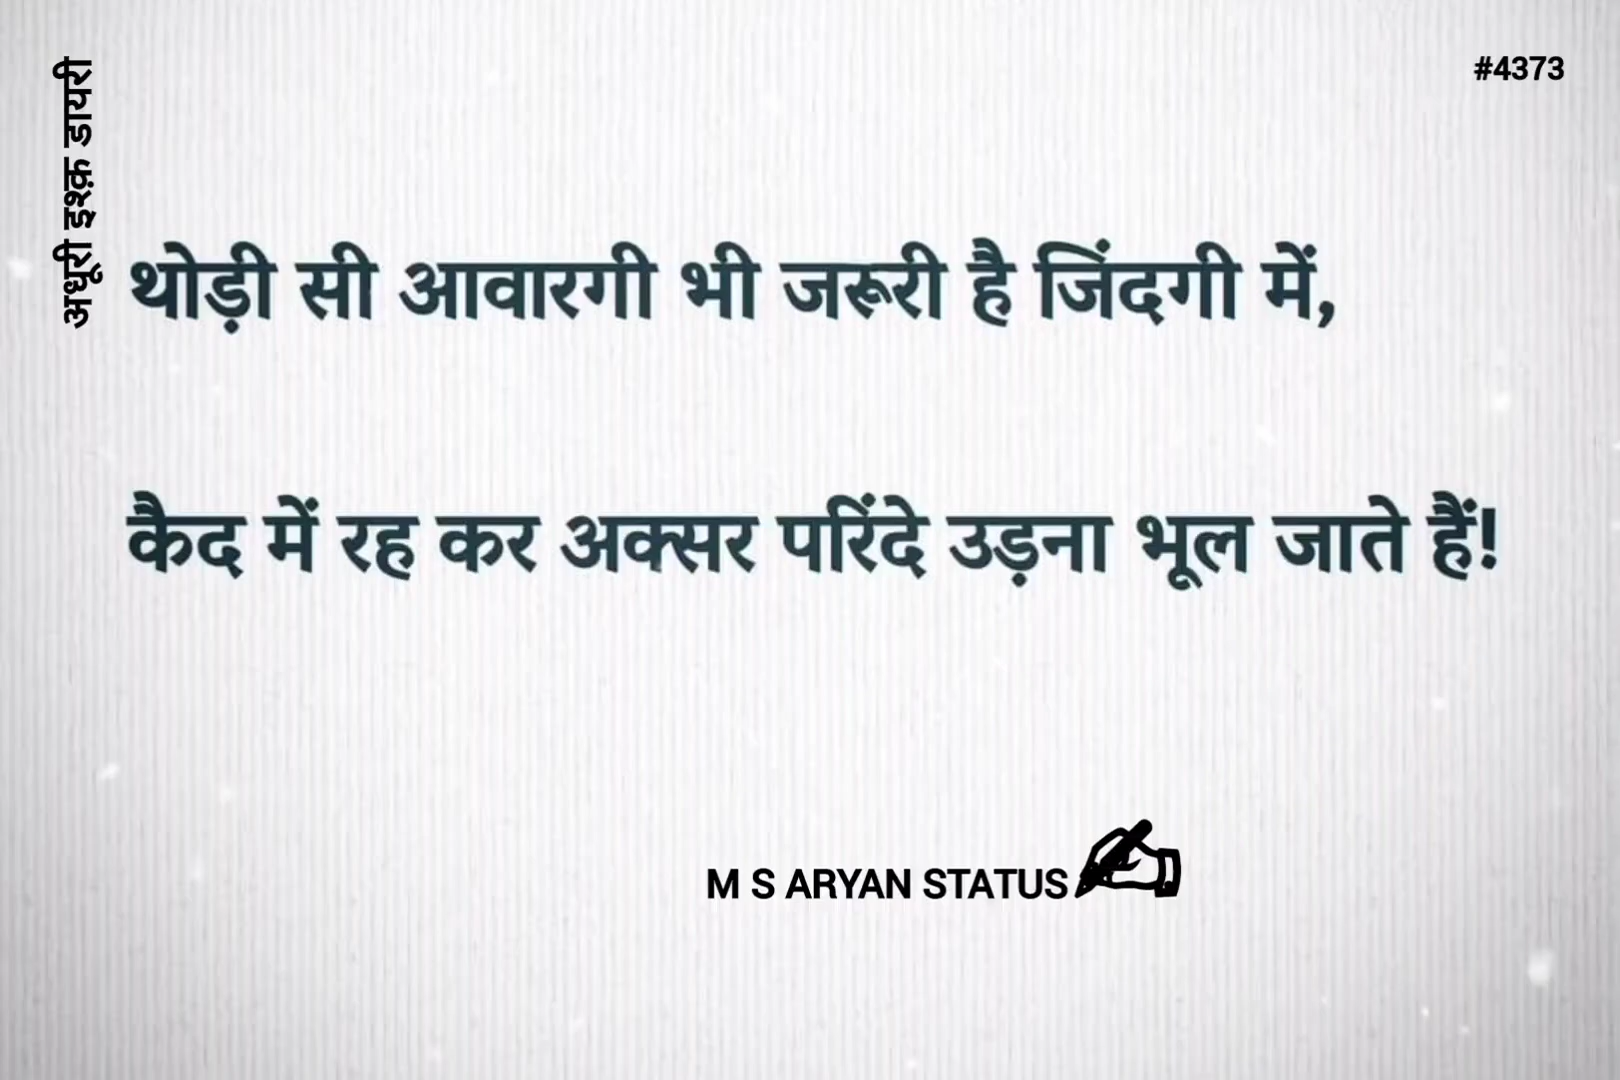 #4373
अधूरी इश्क़ डायरी
थोड़ी सी आवारगी भी जरूरी है जिंदगी में,
कैद में रह कर अक्सर परिंदे उड़ना भूल जाते हैं!
M S ARYAN STATUS